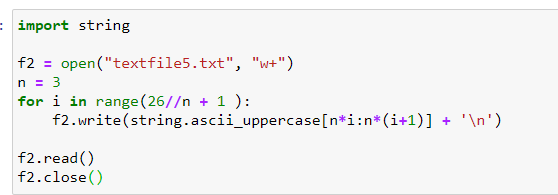 :
import string
f2 = open("textfile5.txt", "w+")
n = 3
for i in range(26//n + 1 ):
    f2.write(string.ascii_uppercase[n*i:n*(i+1)] + '\n')
f2.read()
f2.close()